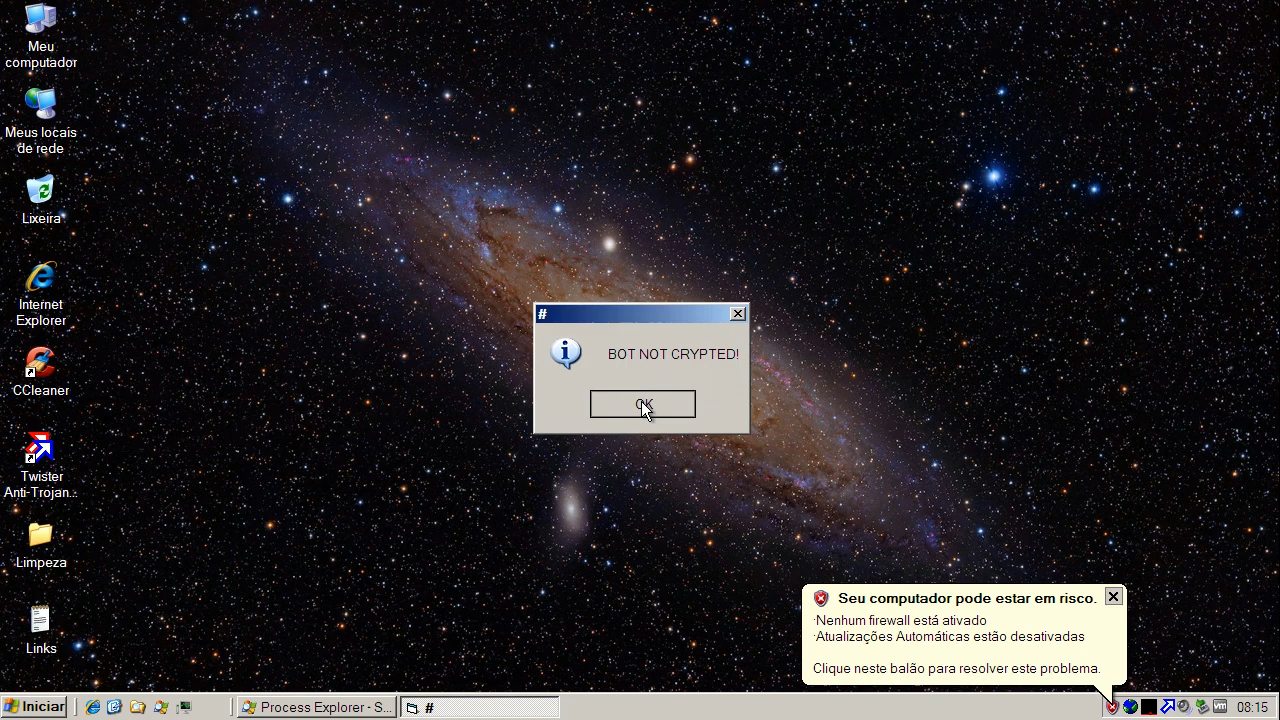 Meu
computador
Meus locais
de rede
Lixeira
Internet
Explorer
CCleaner
Twister
Anti-Trojan...
Limpeza
Links
#
BOT NOT CRYPTED!
OK
Seu computador pode estar em risco.
·Nenhum firewall está ativado
·Atualizações Automáticas estão desativadas
Clique neste balão para resolver este problema.
Iniciar
Process Explorer - S...
#
vm
08:15